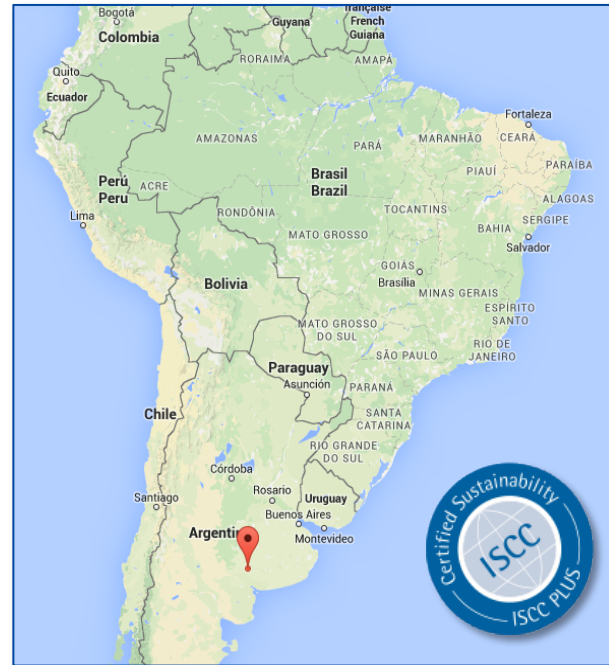 Bogotá
Colombia
Guyana
française
French
Guiana
RORAIMA
AMAPÁ
Quito
Ecuador
Fortaleza
AMAZONAS
PARÁ
MARANHÃO
CEARÁ
Perú
Peru
ACRE
Brasil
Brazil
PIAUÍ
PARAÍBA
Lima
RONDÔNIA
TOCANTINS
ALAGOAS
SERGIPE
BAHIA
MATO GROSSO
Salvador
Bolivia
GOIÁS
Brasília
MINAS GERAIS
ESPÍRITO
SANTO
MATO GROSSO
DO SUL
Paraguay
SÃO PAULO
RIO DE
JANEIRO
Asunción
PARANÁ
Chile
SANTA
CATARINA
RIO GRANDE
DO SUL
Córdoba
Santiago
Rosario
Uruguay
Buenos Aires
Montevideo
Certified Sustainability
ISCC
ISCC PLUS